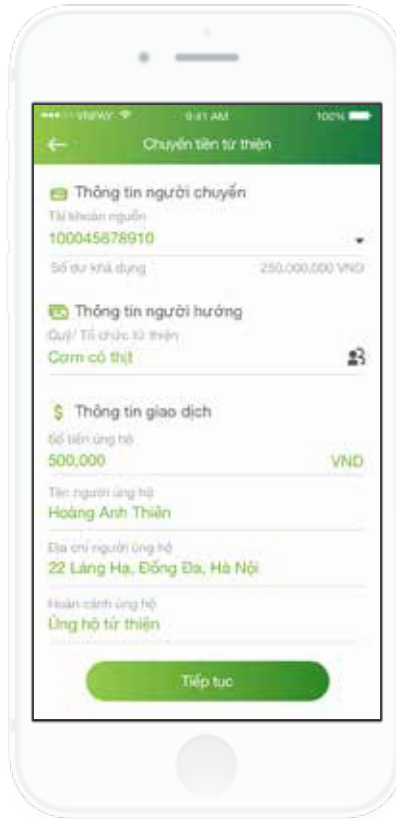 VNPAY 9:41 AM 100%
Chuyển tiền từ thiện
Thông tin người chuyển
Tài khoản nguồn
100045678910
Số dư khả dụng 250,000,000 VND
Thông tin người hưởng
Quỹ/ Tổ chức từ thiện
Cơm có thịt
Thông tin giao dịch
Số tiền ủng hộ
500,000 VND
Tên người ủng hộ
Hoàng Anh Thiên
Địa chỉ người ủng hộ
22 Láng Hạ, Đống Đa, Hà Nội
Hoàn cảnh ủng hộ
Ủng hộ từ thiện
Tiếp tục